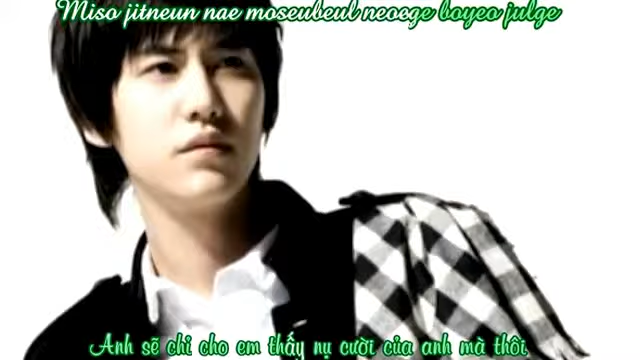 Miso jitneun nae moseubeul neoege boyeo julge
Anh sẽ chỉ cho em thấy nụ cười của anh mà thôi